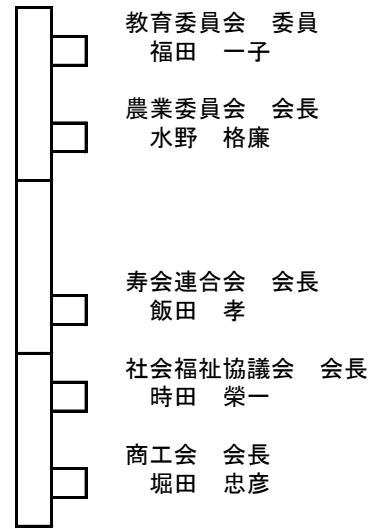 教育委員会　委員
福田　一子
農業委員会　会長
水野　格廉
寿会連合会　会長
飯田　孝
社会福祉協議会　会長
時田　榮一
商工会　会長
堀田　忠彦